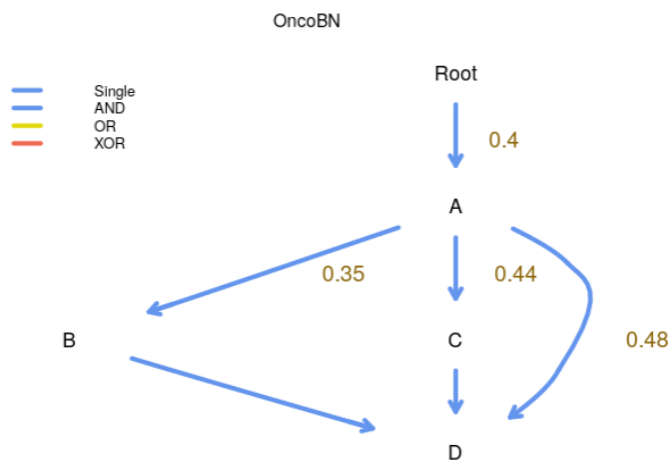 OncoBN
Root
Single
AND
OR
XOR
0.4
A
0.35
0.44
B
C
0.48
D